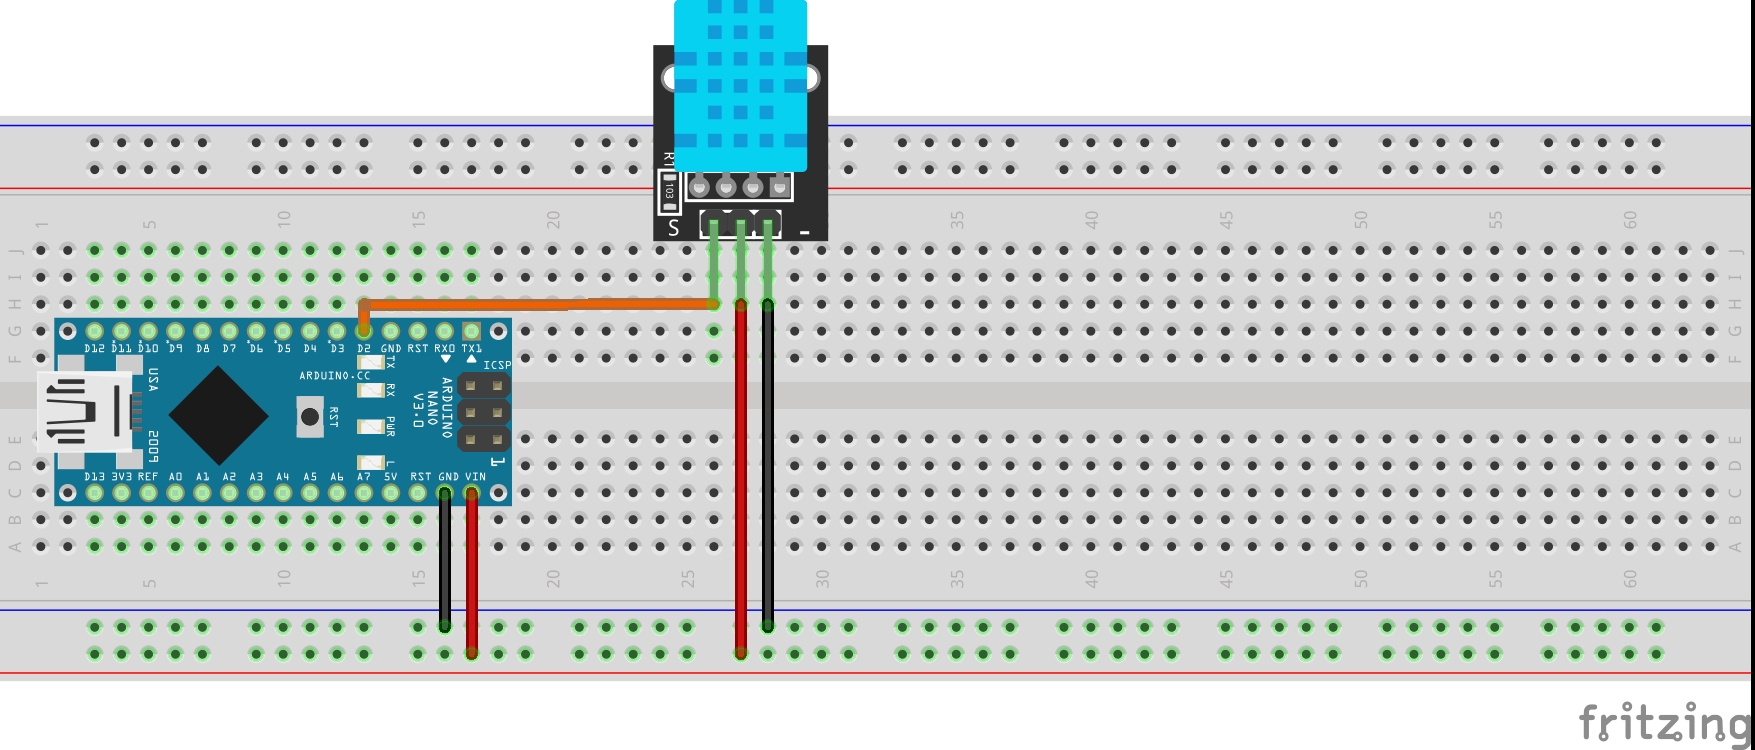 R1
103
S -
1 5 10 15 20 25 30 35 40 45 50 55 60
J J
I I
H H
G G
F F
D12 D11 D10 D9 D8 D7 D6 D5 D4 D3 D2 GND RST RX0 TX1
ARDUINO.CC
TX
RX
PWR
L
RST
USA
2009
ARDUINO
NANO
V3.0
ICSP
1
D13 3V3 REF A0 A1 A2 A3 A4 A5 A6 A7 5V RST GND VIN
E E
D D
C C
B B
A A
1 5 10 15 20 25 30 35 40 45 50 55 60
fritzing